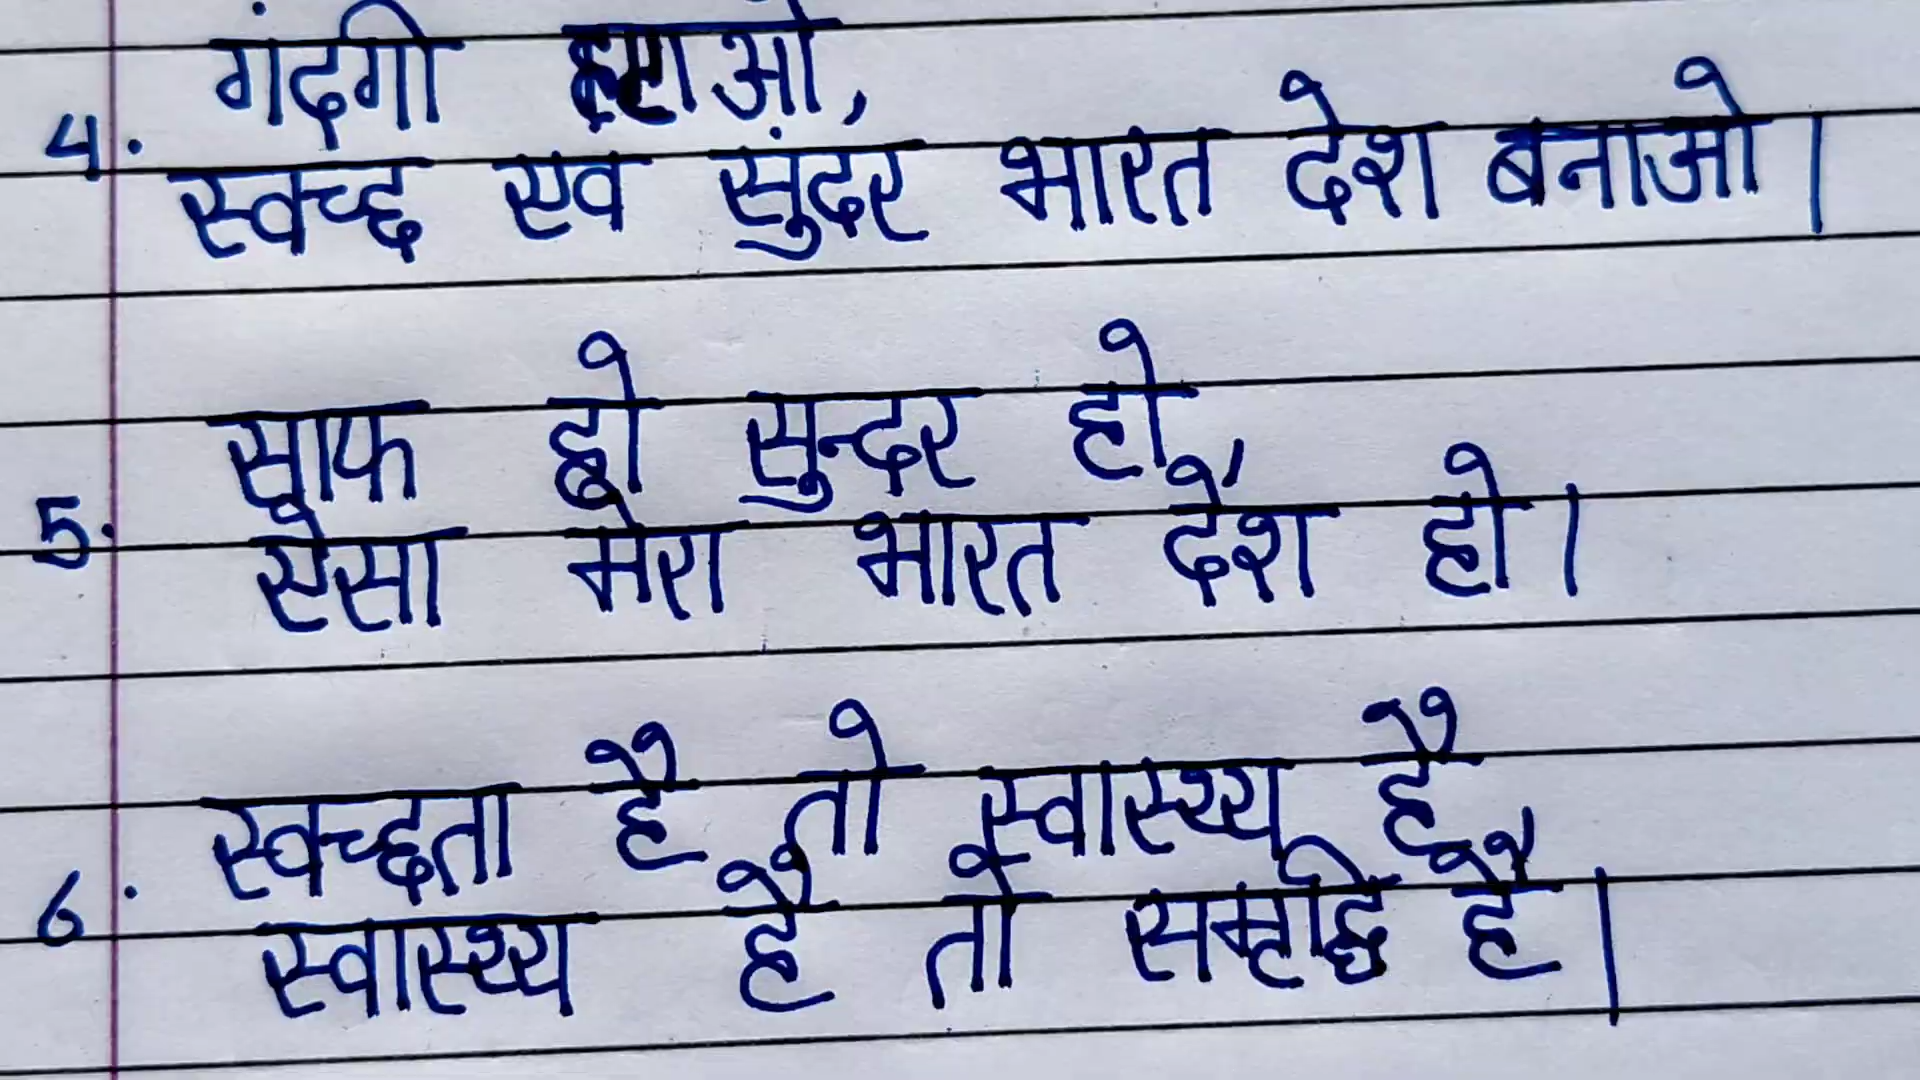 4. गंदगी हटाओ,
स्वच्छ एव सुंदर भारत देश बनाओ।
5. साफ हो सुन्दर हो,
ऐसा मेरा भारत देश हो।
6. स्वच्छता है तो स्वास्थ्य है,
स्वास्थ्य है तो समृद्धि है।